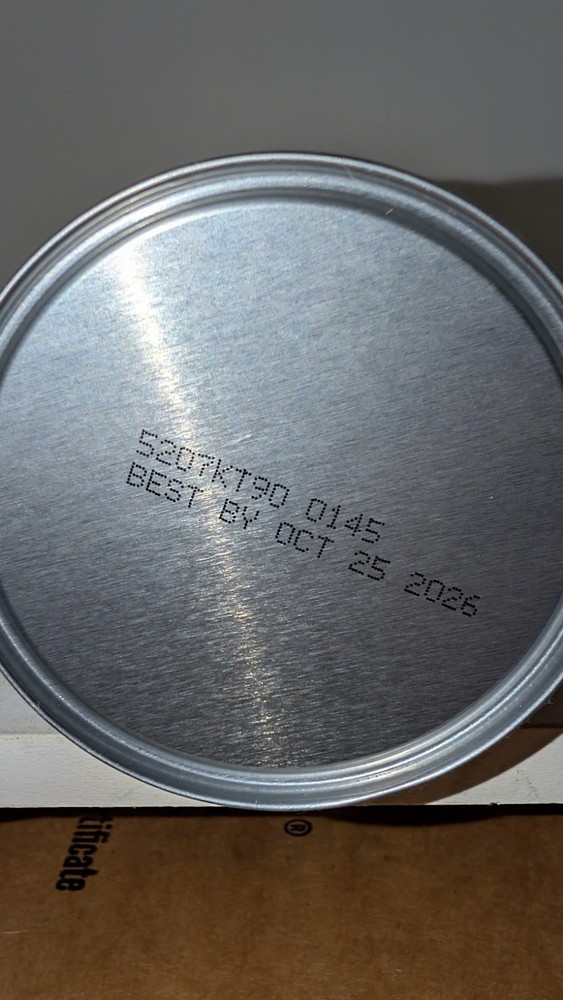 5207KT90 0145
BEST BY OCT 25 2026
®
tificate